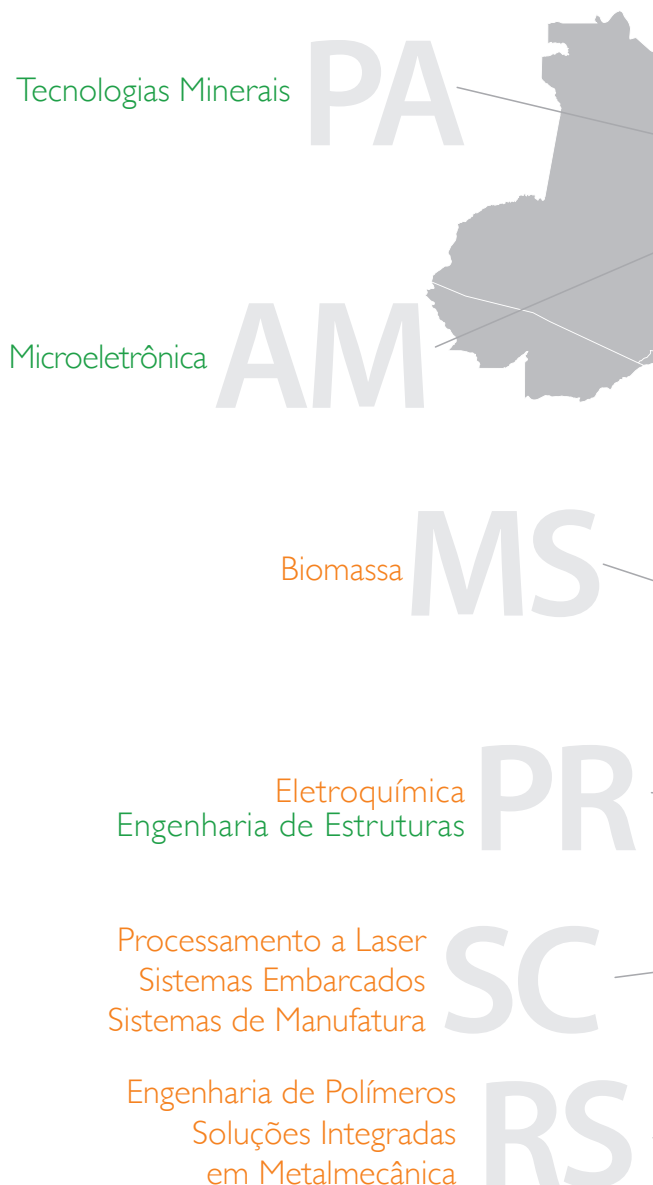 Tecnologias Minerais PA
Microeletrônica AM
Biomassa MS
Eletroquímica
Engenharia de Estruturas
PR
Processamento a Laser
Sistemas Embarcados
Sistemas de Manufatura
SC
Engenharia de Polímeros
Soluções Integradas
em Metalmecânica
RS